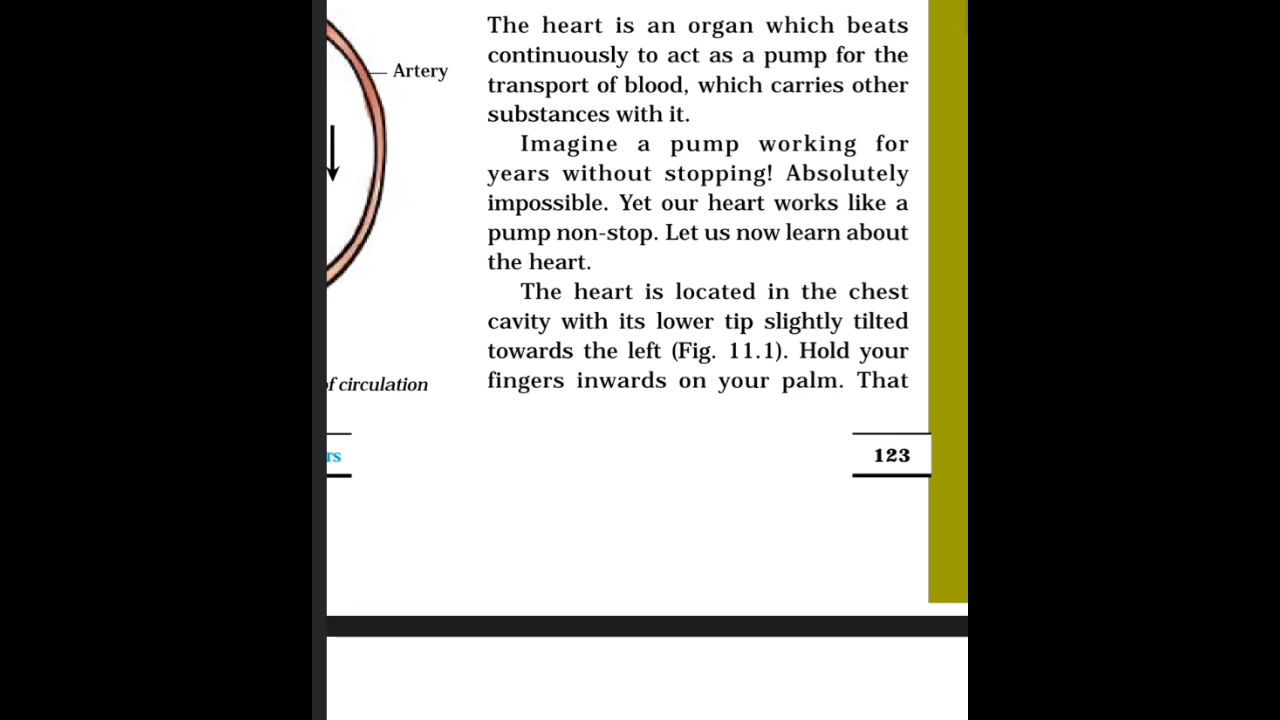 Artery
of circulation
The heart is an organ which beats
continuously to act as a pump for the
transport of blood, which carries other
substances with it.
Imagine a pump working for
years without stopping! Absolutely
impossible. Yet our heart works like a
pump non-stop. Let us now learn about
the heart.
The heart is located in the chest
cavity with its lower tip slightly tilted
towards the left (Fig. 11.1). Hold your
fingers inwards on your palm. That
123